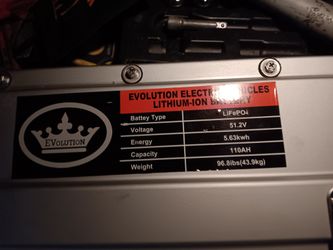 EVOLUTION ELECTRIC VEHICLES
LITHIUM-ION BATTERY
EVOLUTION
Battey Type LiFePO4
Voltage 51.2V
Energy 5.63kwh
Capacity 110AH
Weight 96.8lbs(43.9kg)